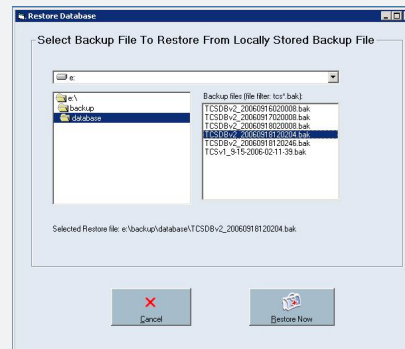 Restore Database
Select Backup File To Restore From Locally Stored Backup File
e:
Backup files (file filter: tcs*.bak):
e:\
backup
database
TCSDBv2_20060916020008.bak
TCSDBv2_20060917020008.bak
TCSDBv2_20060918020008.bak
TCSDBv2_20060918120204.bak
TCSDBv2_20060918120246.bak
TCSv1_9-15-2006-02-11-39.bak
Selected Restore file: e:\backup\database\TCSDBv2_20060918120204.bak
Cancel
Restore Now